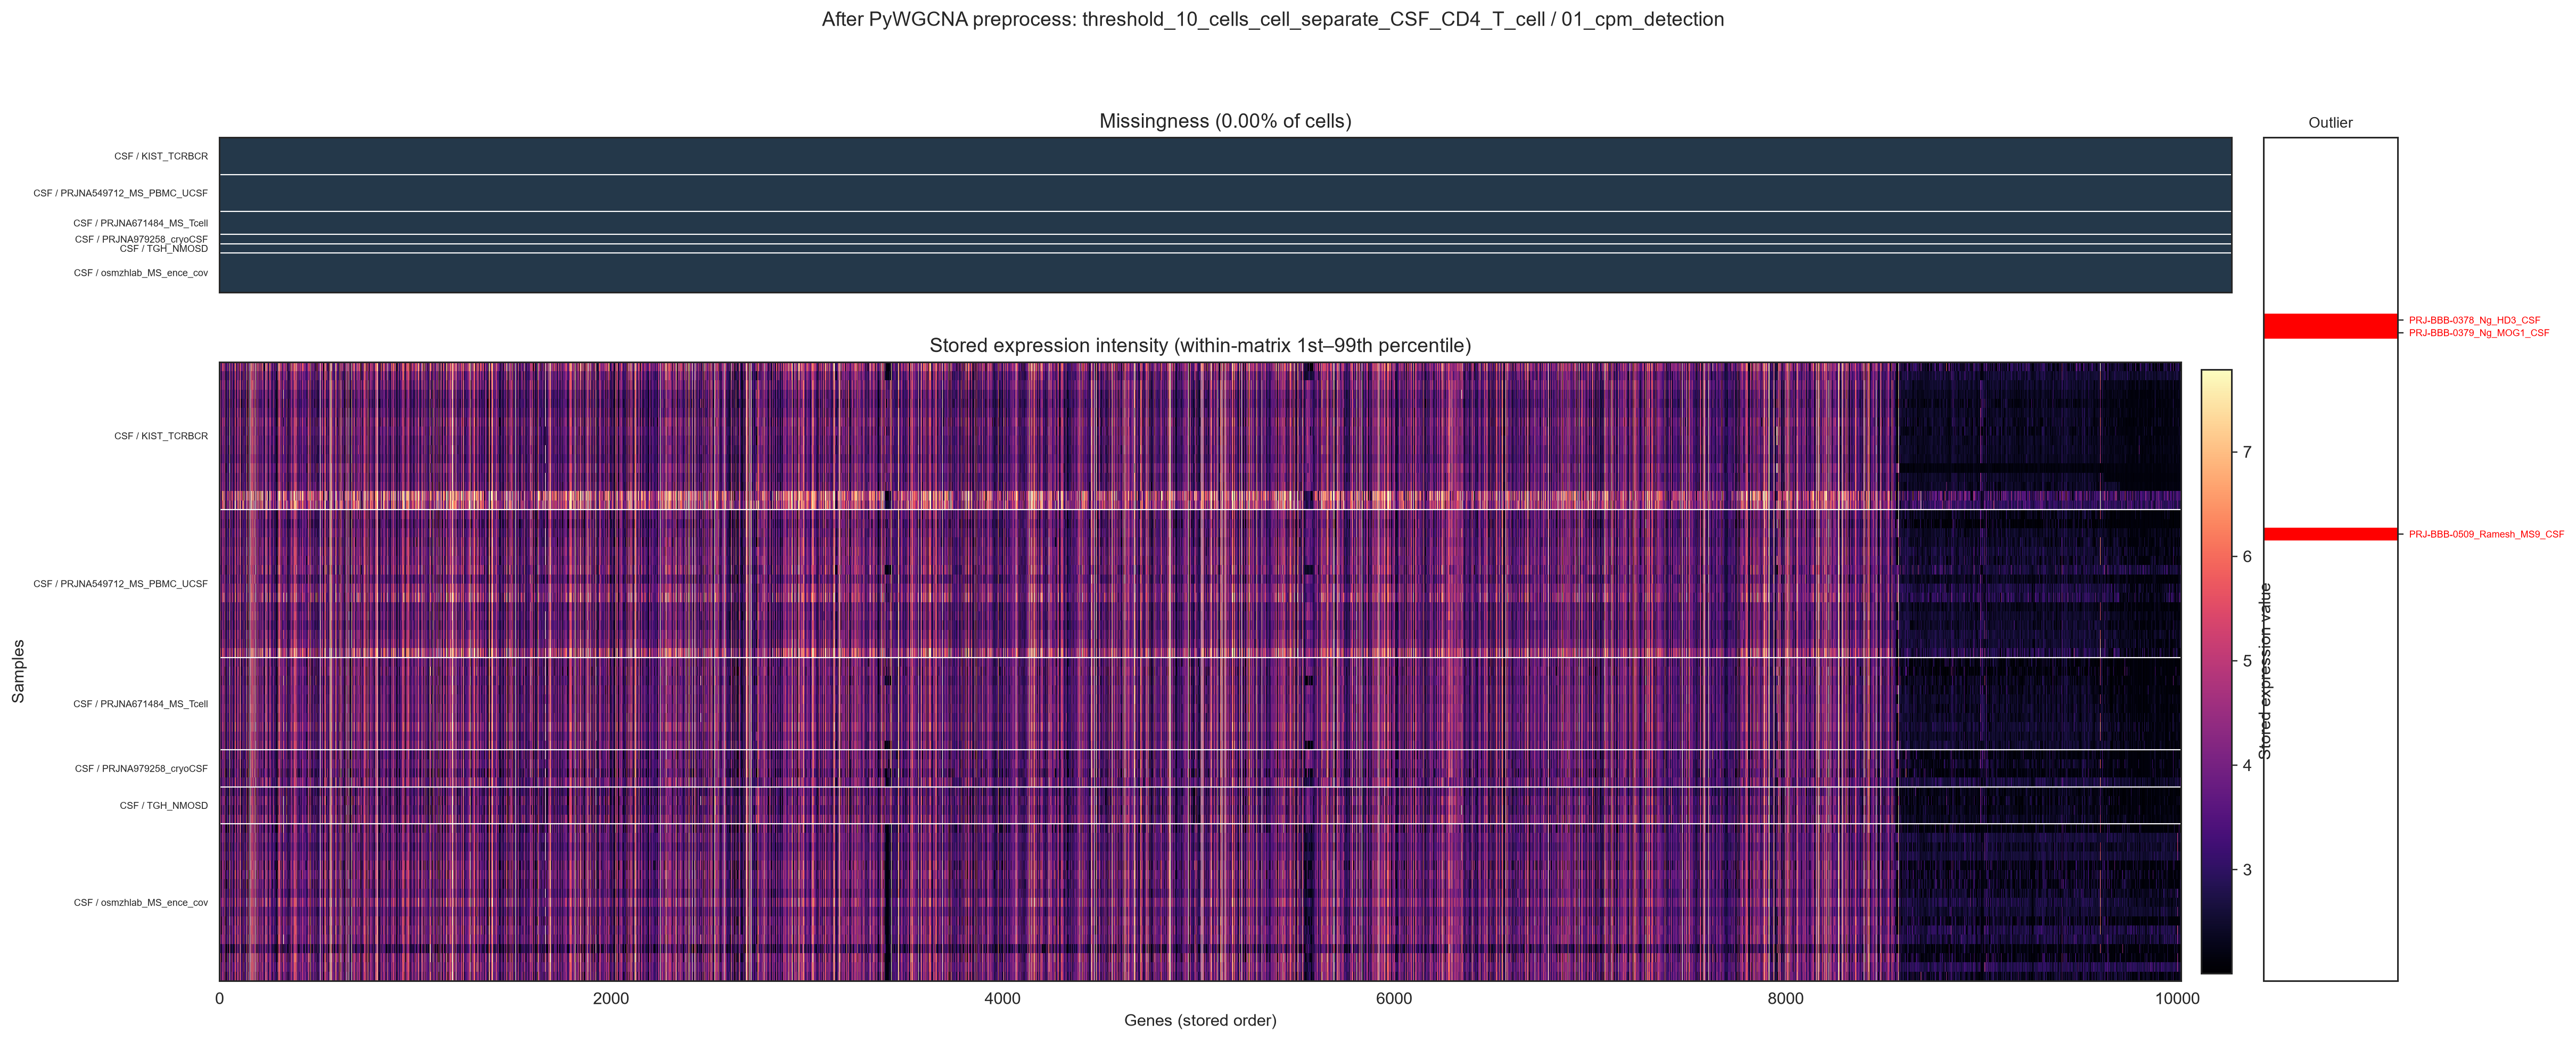 After PyWGCNA preprocess: threshold_10_cells_cell_separate_CSF_CD4_T_cell / 01_cpm_detection
Missingness (0.00% of cells)
Outlier
CSF / KIST_TCRBCR
CSF / PRJNA549712_MS_PBMC_UCSF
CSF / PRJNA671484_MS_Tcell
CSF / PRJNA979258_cryoCSF
CSF / TGH_NMOSD
CSF / osmzhlab_MS_ence_cov
PRJ-BBB-0378_Ng_HD3_CSF
PRJ-BBB-0379_Ng_MOG1_CSF
PRJ-BBB-0509_Ramesh_MS9_CSF
Stored expression intensity (within-matrix 1st–99th percentile)
CSF / KIST_TCRBCR
CSF / PRJNA549712_MS_PBMC_UCSF
CSF / PRJNA671484_MS_Tcell
CSF / PRJNA979258_cryoCSF
CSF / TGH_NMOSD
CSF / osmzhlab_MS_ence_cov
Samples
7
6
5
4
3
Stored expression value
0
2000
4000
6000
8000
10000
Genes (stored order)